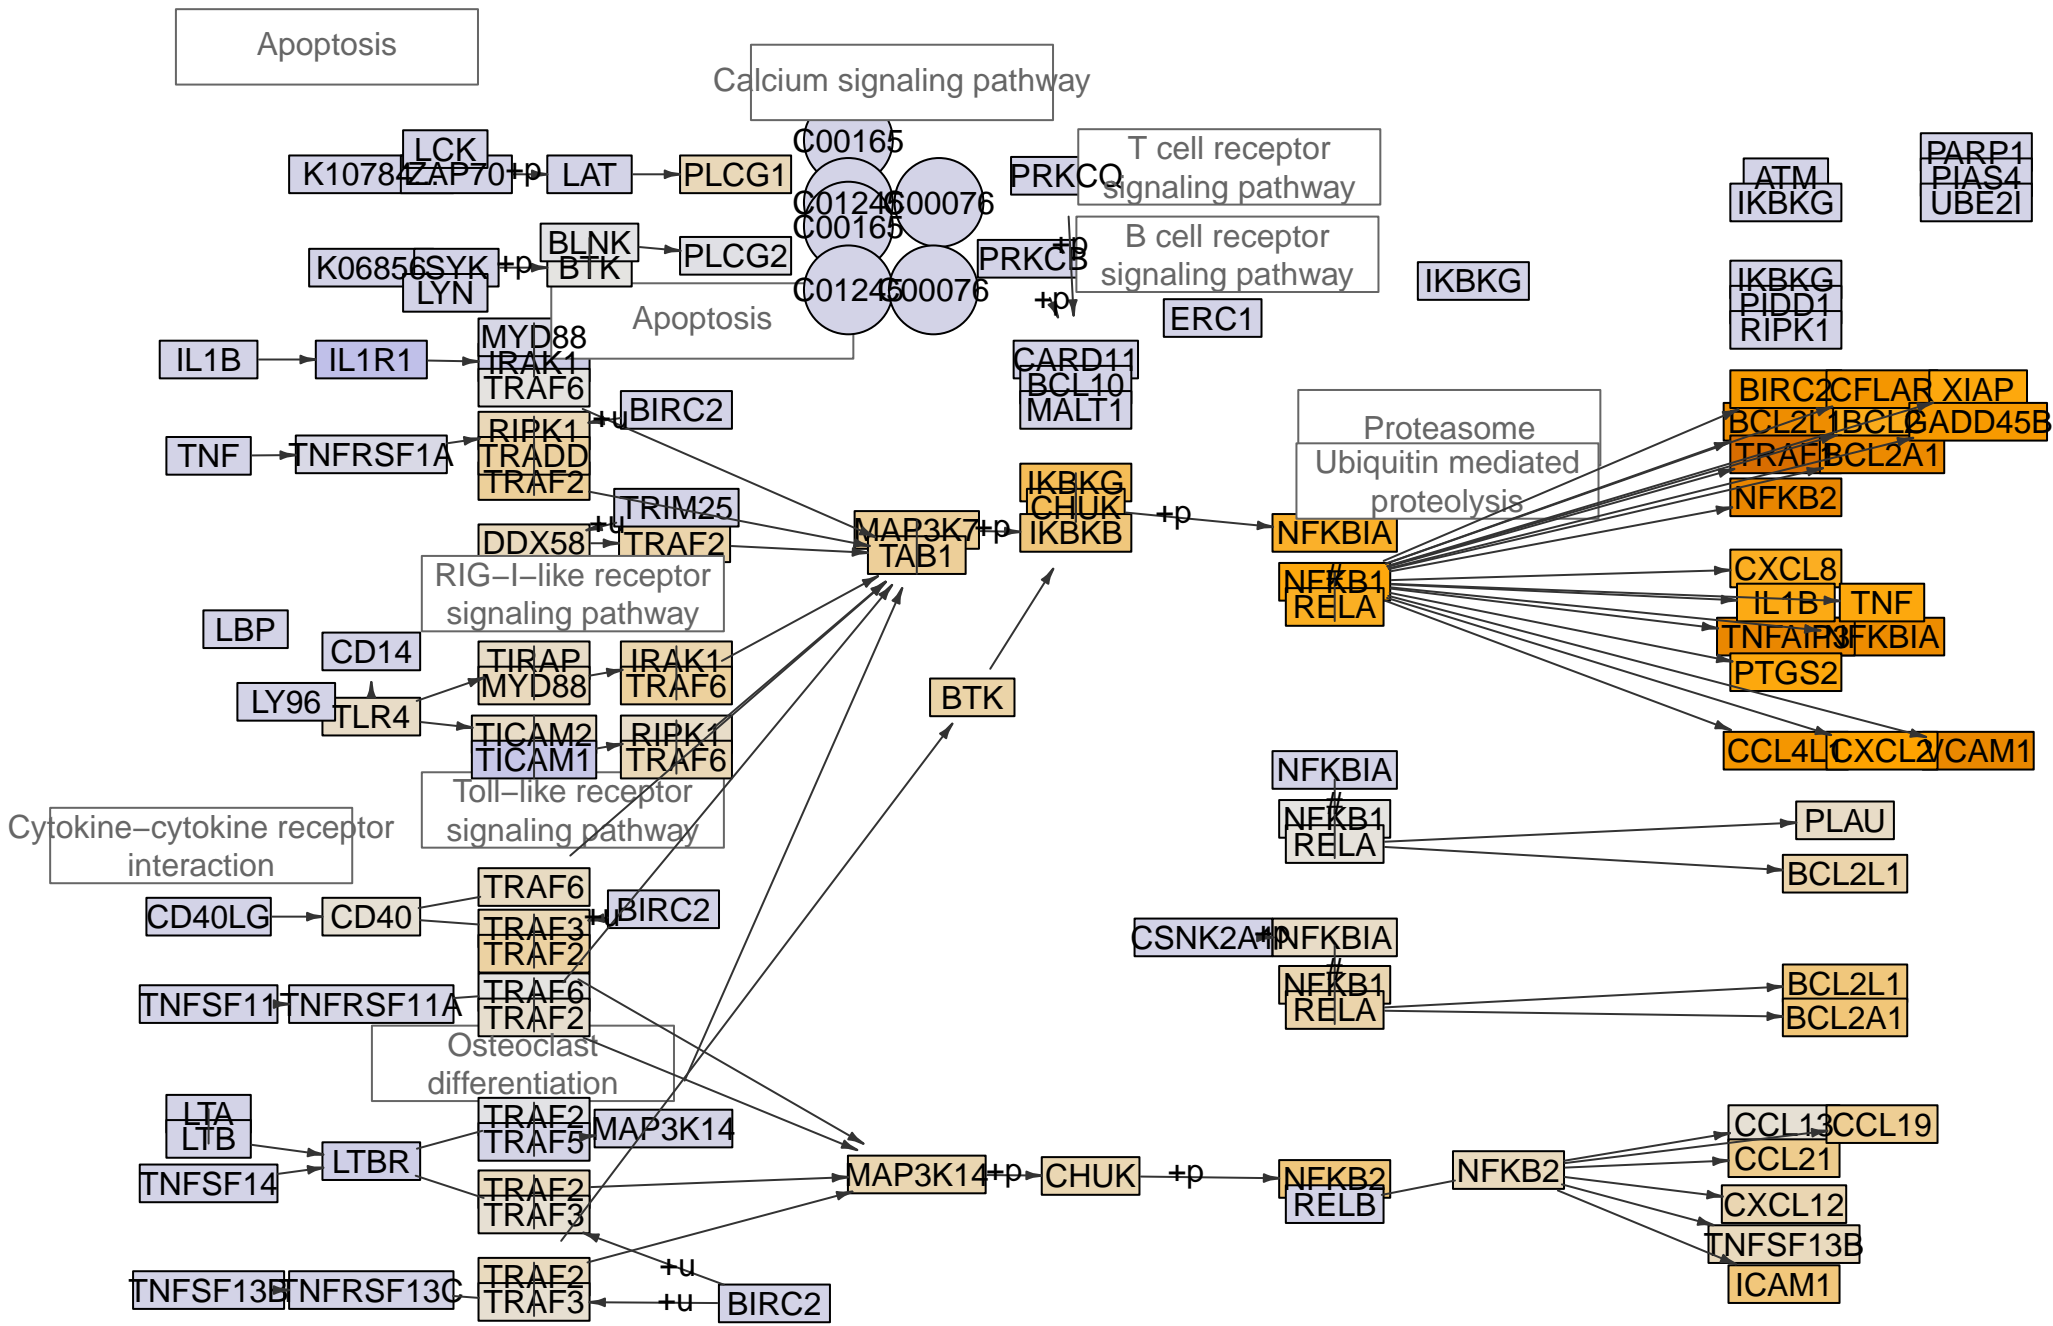 Apoptosis
Calcium signaling pathway
T cell receptor
signaling pathway
B cell receptor
signaling pathway
LCK
K10784
ZAP70
+p
LAT
PLCG1
C00165
C01245
C00076
C00165
C01245
C00076
PRKCQ
PRKCB
+p
+p
K06856
SYK
LYN
+p
BLNK
BTK
PLCG2
Apoptosis
ERC1
IKBKG
ATM
IKBKG
PARP1
PIAS4
UBE2I
IKBKG
PIDD1
RIPK1
IL1B
IL1R1
MYD88
IRAK1
TRAF6
CARD11
BCL10
MALT1
BIRC2
+u
TNF
TNFRSF1A
RIPK1
TRADD
TRAF2
TRIM25
+u
DDX58
TRAF2
MAP3K7
TAB1
+p
IKBKG
CHUK
IKBKB
+p
Proteasome
Ubiquitin mediated
proteolysis
NFKBIA
NFKB1
RELA
BIRC2
CFLAR
XIAP
BCL2L1
BCL2
GADD45B
TRAF1
BCL2A1
NFKB2
CXCL8
IL1B
TNF
TNFAIP3
NFKBIA
PTGS2
CCL4L1
CXCL2
VCAM1
RIG−I−like receptor
signaling pathway
LBP
CD14
LY96
TLR4
TIRAP
MYD88
IRAK1
TRAF6
TICAM2
TICAM1
RIPK1
TRAF6
BTK
Toll−like receptor
signaling pathway
Cytokine−cytokine receptor
interaction
NFKBIA
//
NFKB1
RELA
PLAU
BCL2L1
CD40LG
CD40
TRAF6
TRAF3
TRAF2
+u
BIRC2
+p
NFKBIA
//
NFKB1
RELA
BCL2L1
BCL2A1
TNFSF11
TNFRSF11A
TRAF6
TRAF2
Osteoclast
differentiation
LTA
LTB
TNFSF14
LTBR
TRAF2
TRAF5
MAP3K14
TRAF2
TRAF3
MAP3K14
+p
CHUK
+p
NFKB2
RELB
NFKB2
CCL13
CCL19
CCL21
CXCL12
TNFSF13B
ICAM1
TNFSF13B
TNFRSF13C
TRAF2
TRAF3
+u
+u
BIRC2